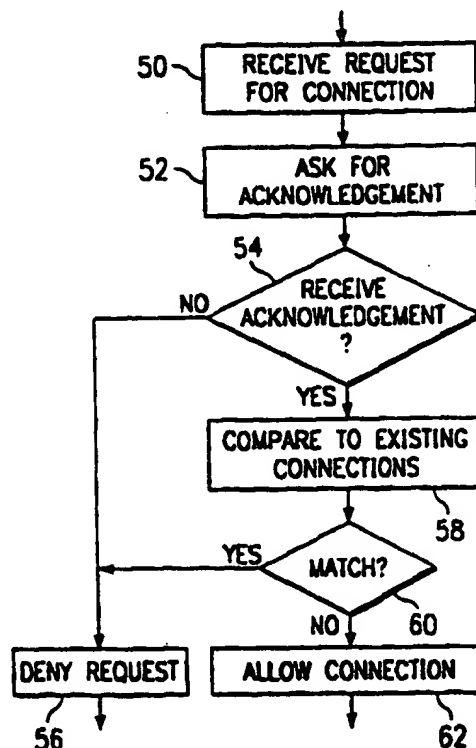 50
RECEIVE REQUEST
FOR CONNECTION
52
ASK FOR
ACKNOWLEDGEMENT
54
RECEIVE
ACKNOWLEDGEMENT
?
NO
YES
COMPARE TO EXISTING
CONNECTIONS
58
YES
MATCH?
60
NO
DENY REQUEST
56
ALLOW CONNECTION
62